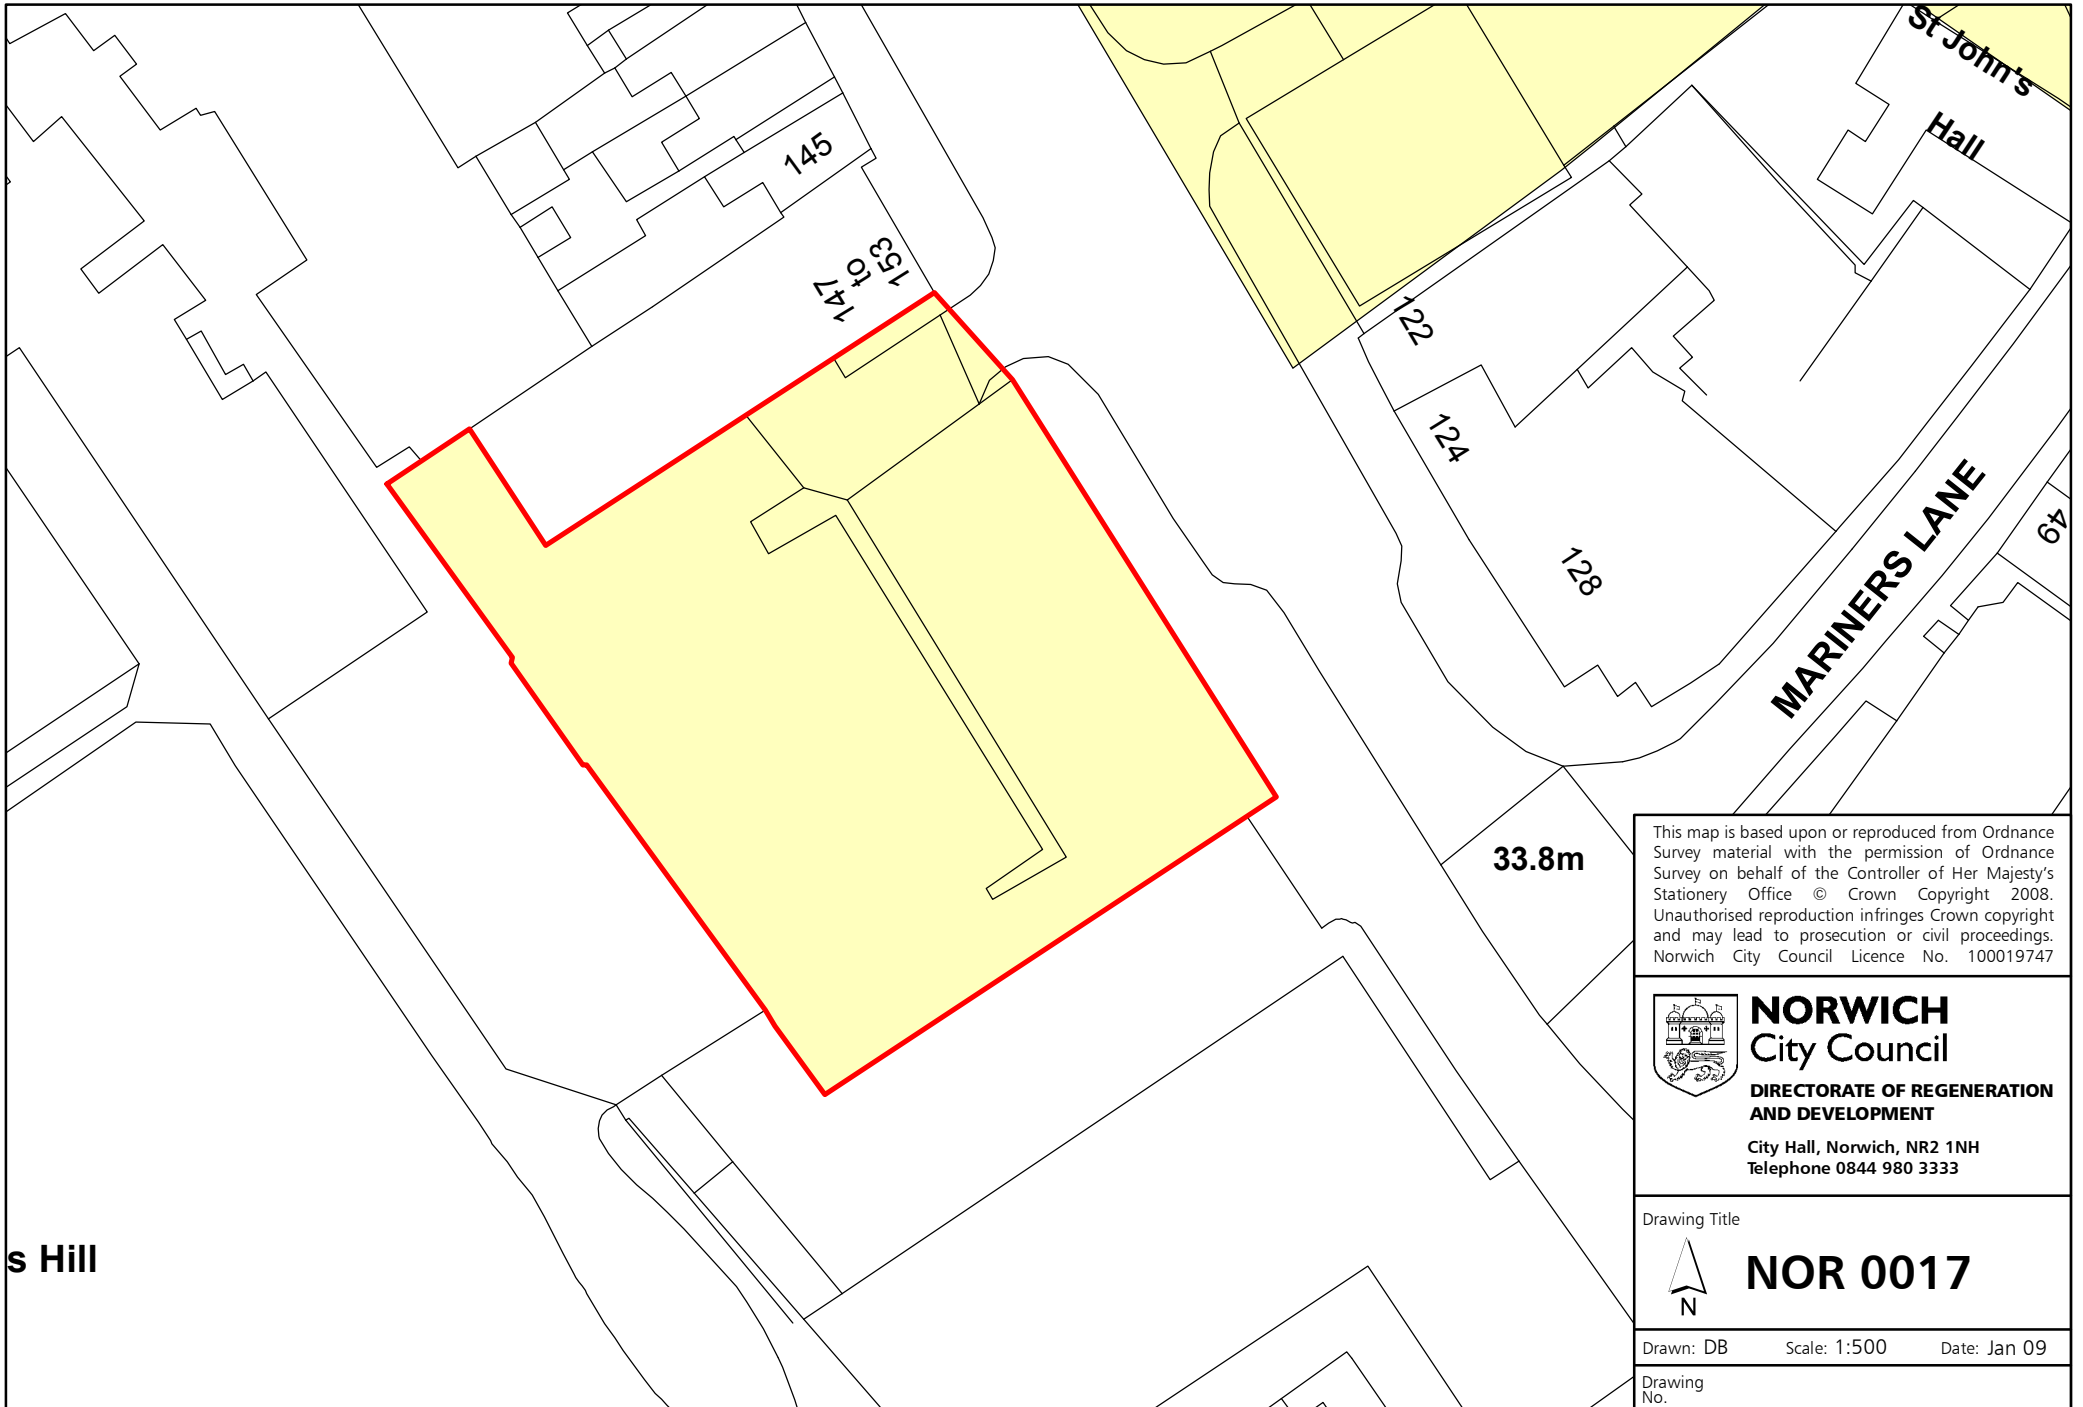 St John's
Hall
145
147
to
153
122
124
128
MARINERS LANE
49
33.8m
s Hill
This map is based upon or reproduced from Ordnance
Survey material with the permission of Ordnance
Survey on behalf of the Controller of Her Majesty's
Stationery Office © Crown Copyright 2008.
Unauthorised reproduction infringes Crown copyright
and may lead to prosecution or civil proceedings.
Norwich City Council Licence No. 100019747
NORWICH
City Council
DIRECTORATE OF REGENERATION
AND DEVELOPMENT
City Hall, Norwich, NR2 1NH
Telephone 0844 980 3333
Drawing Title
N
NOR 0017
Drawn: DB Scale: 1:500 Date: Jan 09
Drawing
No.